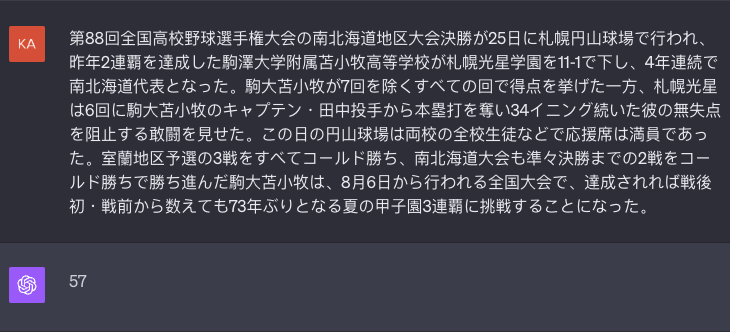 KA
第88回全国高校野球選手権大会の南北海道地区大会決勝が25日に札幌円山球場で行われ、
昨年2連覇を達成した駒澤大学附属苫小牧高等学校が札幌光星学園を11-1で下し、4年連続で
南北海道代表となった。駒大苫小牧が7回を除くすべての回で得点を挙げた一方、札幌光星
は6回に駒大苫小牧のキャプテン・田中投手から本塁打を奪い34イニング続いた彼の無失点
を阻止する敢闘を見せた。この日の円山球場は両校の全校生徒などで応援席は満員であっ
た。室蘭地区予選の3戦をすべてコールド勝ち、南北海道大会も準々決勝までの2戦をコー
ルド勝ちで勝ち進んだ駒大苫小牧は、8月6日から行われる全国大会で、達成されれば戦後
初・戦前から数えても73年ぶりとなる夏の甲子園3連覇に挑戦することになった。
57